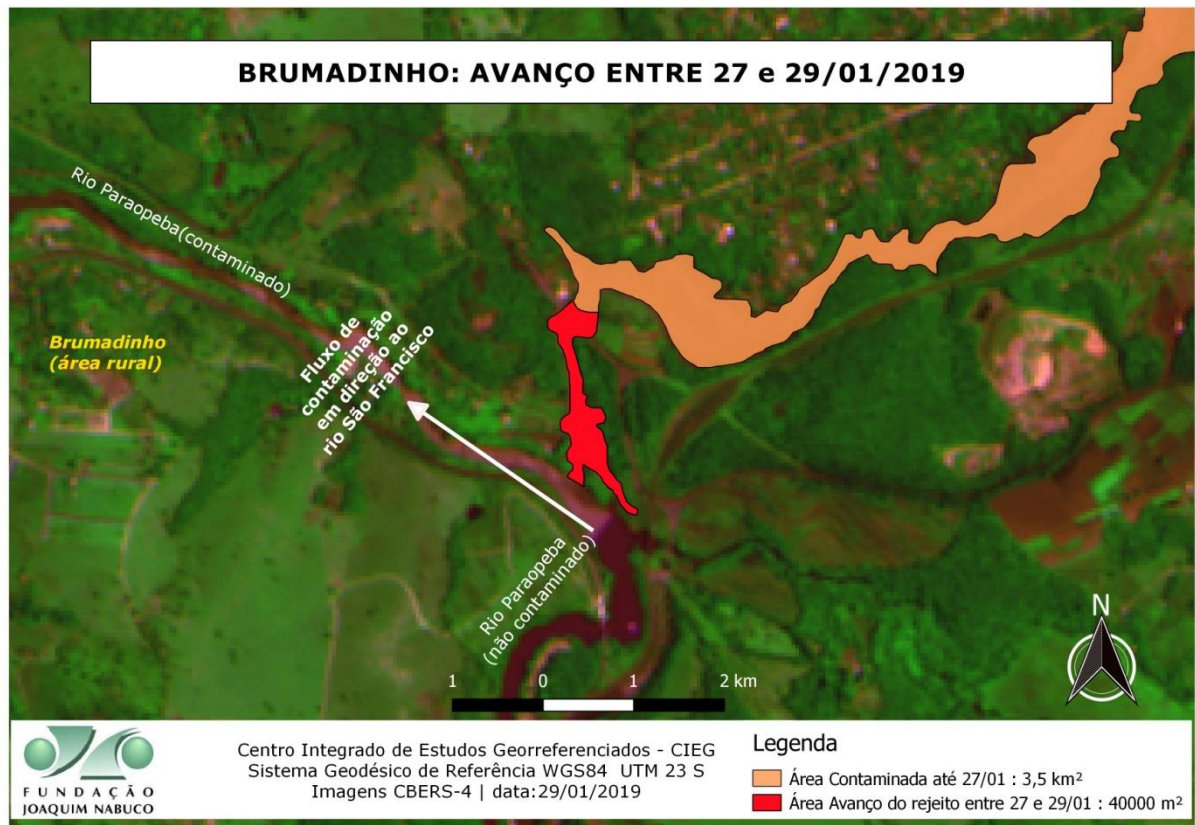 BRUMADINHO: AVANÇO ENTRE 27 e 29/01/2019
Rio Paraopeba(contaminado)
Fluxo de
contaminação
em direção ao
rio São Francisco
Brumadinho
(área rural)
Rio Paraopeba
(não contaminado)
N
1 0 1 2 km
FUNDAÇÃO
JOAQUIM NABUCO
Centro Integrado de Estudos Georreferenciados - CIEG
Sistema Geodésico de Referência WGS84 UTM 23 S
Imagens CBERS-4 | data:29/01/2019
Legenda
Área Contaminada até 27/01 : 3,5 km²
Área Avanço do rejeito entre 27 e 29/01 : 40000 m²